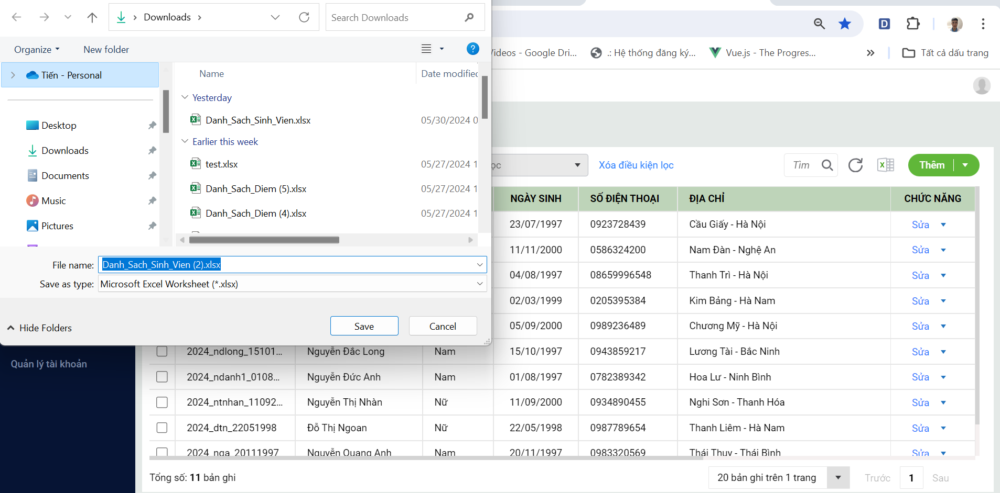 Downloads
Search Downloads
Organize
New folder
?
Tiến - Personal
Desktop
Downloads
Documents
Music
Pictures
Name
Date modified
Yesterday
Danh_Sach_Sinh_Vien.xlsx 05/30/2024 0
Earlier this week
test.xlsx 05/27/2024 1
Danh_Sach_Diem (5).xlsx 05/27/2024 1
Danh_Sach_Diem (4).xlsx 05/27/2024 1
File name: Danh_Sach_Sinh_Vien (2).xlsx
Save as type: Microsoft Excel Worksheet (*.xlsx)
Hide Folders
Save
Cancel
D
Videos - Google Dri...
.: Hệ thống đăng ký...
Vue.js - The Progres...
Tất cả dấu trang
ọc
Xóa điều kiện lọc
Tìm
Thêm
NGÀY SINH SỐ ĐIỆN THOẠI ĐỊA CHỈ CHỨC NĂNG
23/07/1997 0923728439 Cầu Giấy - Hà Nội Sửa
11/11/2000 0586324200 Nam Đàn - Nghệ An Sửa
04/08/1997 08659996548 Thanh Trì - Hà Nội Sửa
02/03/1999 0205395384 Kim Bảng - Hà Nam Sửa
05/09/2000 0989236489 Chương Mỹ - Hà Nội Sửa
2024_ndlong_15101... Nguyễn Đắc Long Nam 15/10/1997 0943859217 Lương Tài - Bắc Ninh Sửa
2024_ndanh1_0108... Nguyễn Đức Anh Nam 01/08/1997 0782389342 Hoa Lư - Ninh Bình Sửa
2024_ntnhan_11092... Nguyễn Thị Nhàn Nữ 11/09/2000 0934890455 Nghi Sơn - Thanh Hóa Sửa
2024_dtn_22051998 Đỗ Thị Ngoan Nữ 22/05/1998 0987789654 Thanh Liêm - Hà Nam Sửa
2024_nqa_20111997 Nguyễn Quang Anh Nam 20/11/1997 0983320569 Thái Thụy - Thái Bình Sửa
Quản lý tài khoản
Tổng số: 11 bản ghi
20 bản ghi trên 1 trang
Trước
1
Sau